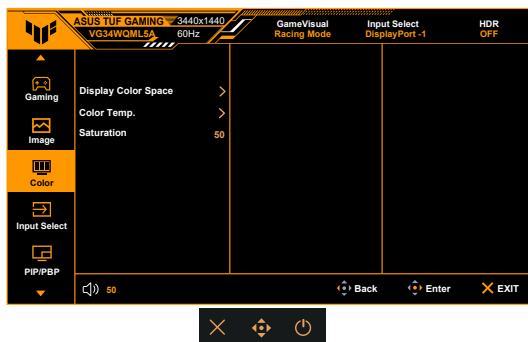 ASUS TUF GAMING 3440x1440
VG34WQML5A 60Hz
GameVisual
Racing Mode
Input Select
DisplayPort -1
HDR
OFF
Gaming
Image
Color
Input Select
PIP/PBP
Display Color Space
Color Temp.
Saturation 50
50
Back
Enter
EXIT